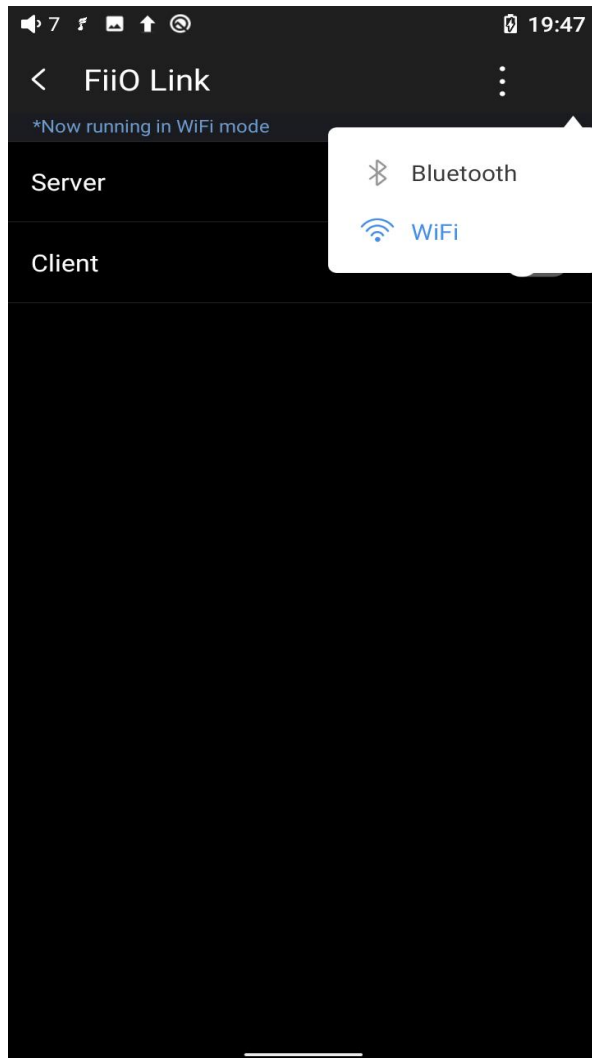 7
19:47
FiiO Link
*Now running in WiFi mode
Server
Client
Bluetooth
WiFi